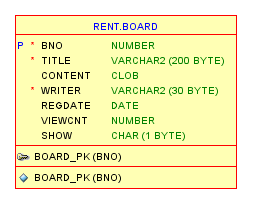 RENT.BOARD
P * BNO NUMBER
* TITLE VARCHAR2 (200 BYTE)
CONTENT CLOB
* WRITER VARCHAR2 (30 BYTE)
REGDATE DATE
VIEWCNT NUMBER
SHOW CHAR (1 BYTE)
BOARD_PK (BNO)
BOARD_PK (BNO)